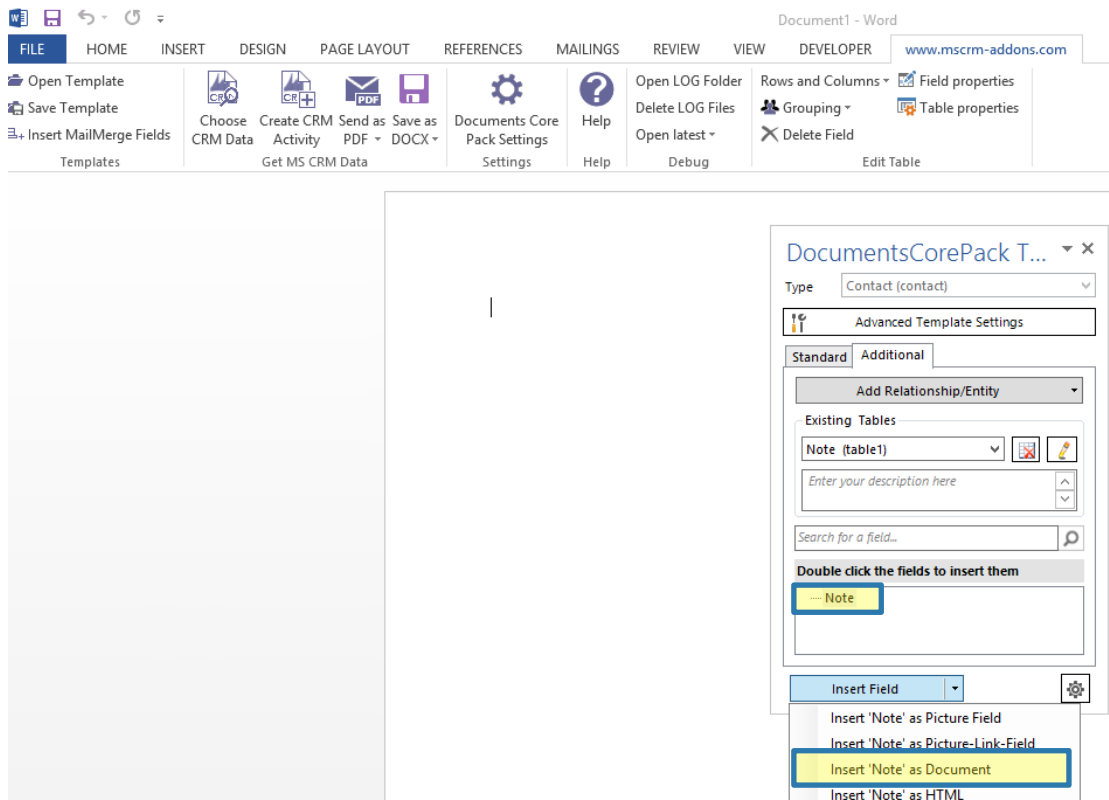 Document1 - Word
FILE HOME INSERT DESIGN PAGE LAYOUT REFERENCES MAILINGS REVIEW VIEW DEVELOPER www.mscrm-addons.com
Open Template
Save Template
Insert MailMerge Fields
Templates
Choose CRM Data
Create CRM Activity
Send as PDF
Save as DOCX
Get MS CRM Data
Documents Core Pack Settings
Settings
Help
Help
Open LOG Folder
Delete LOG Files
Open latest
Debug
Rows and Columns
Grouping
Delete Field
Field properties
Table properties
Edit Table
DocumentsCorePack T...
Type Contact (contact)
Advanced Template Settings
Standard Additional
Add Relationship/Entity
Existing Tables
Note (table1)
Enter your description here
Search for a field...
Double click the fields to insert them
Note
Insert Field
Insert 'Note' as Picture Field
Insert 'Note' as Picture-Link-Field
Insert 'Note' as Document
Insert 'Note' as HTML